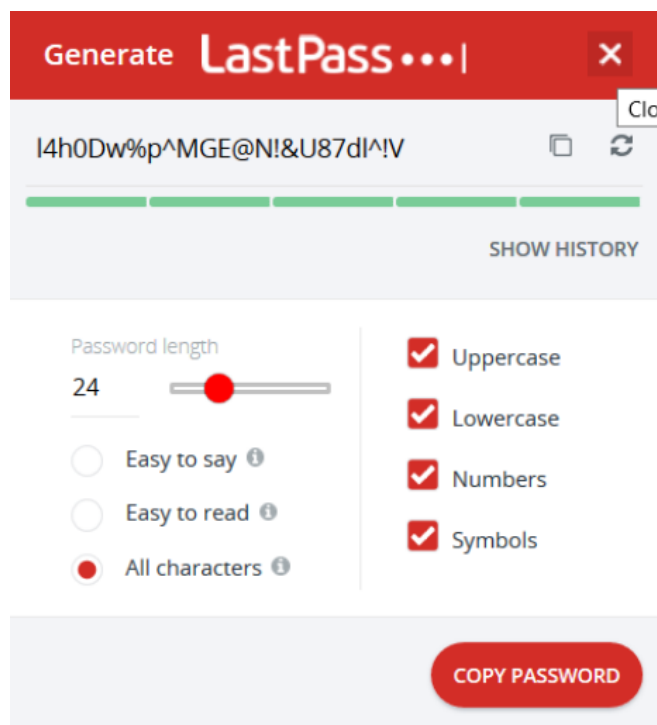 Generate LastPass•••|
Clo
l4h0Dw%p^MGE@N!&U87dl^!V
SHOW HISTORY
Password length
24
Easy to say
Easy to read
All characters
Uppercase
Lowercase
Numbers
Symbols
COPY PASSWORD